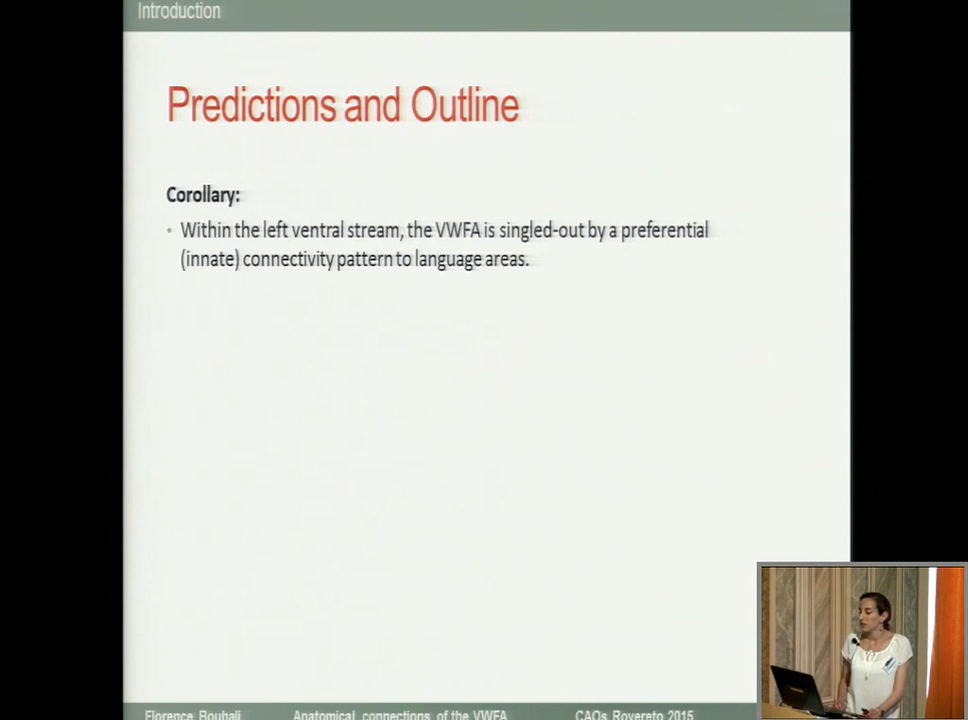 Introduction
Predictions and Outline
Corollary:
• Within the left ventral stream, the VWFA is singled-out by a preferential
(innate) connectivity pattern to language areas.
Florence Bouhali Anatomical connections of the VWFA CAOs Rovereto 2015